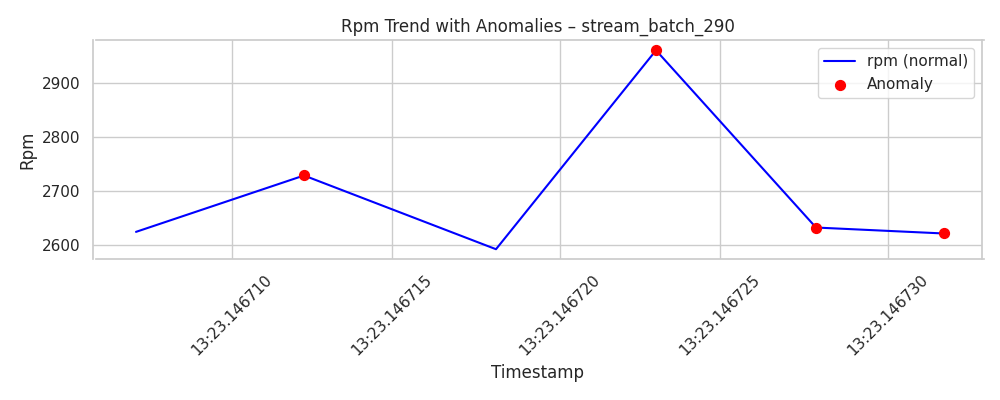 Rpm Trend with Anomalies – stream_batch_290
rpm (normal)
Anomaly
Rpm
2900
2800
2700
2600
13:23.146710
13:23.146715
13:23.146720
13:23.146725
13:23.146730
Timestamp